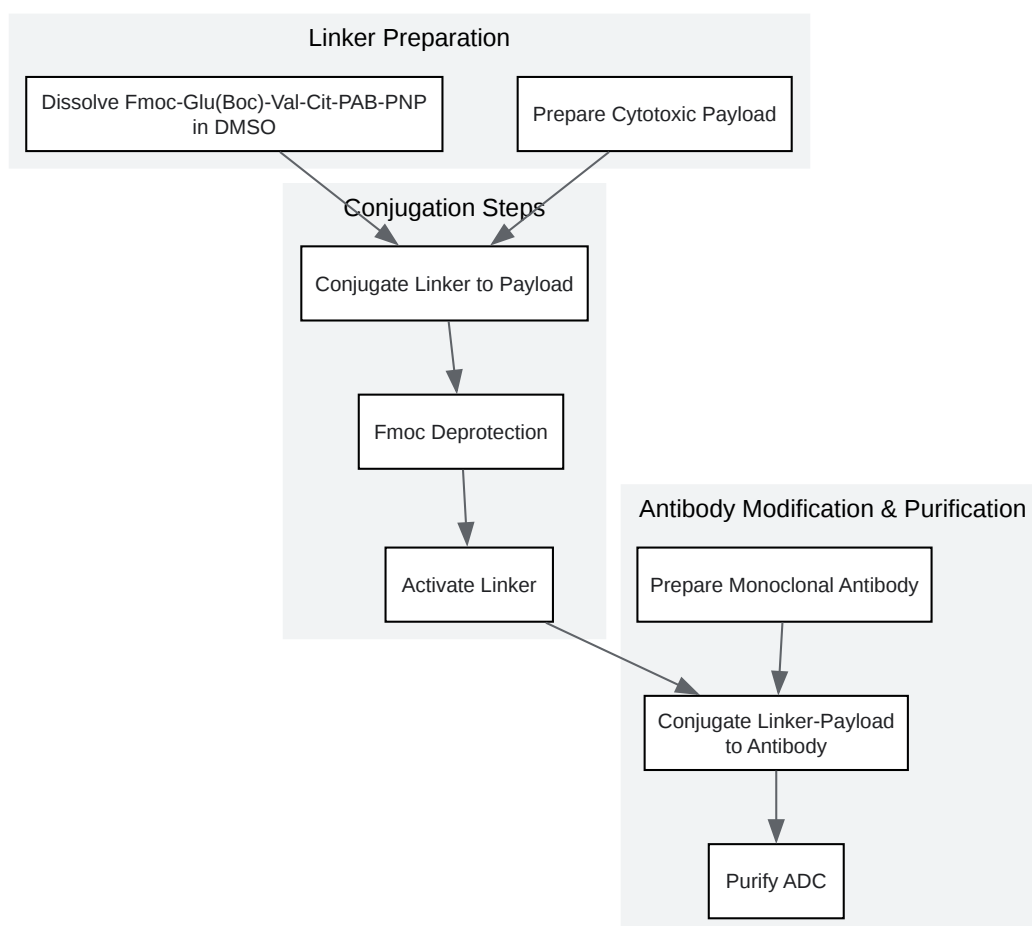 Linker Preparation
Dissolve Fmoc-Glu(Boc)-Val-Cit-PAB-PNP
in DMSO
Prepare Cytotoxic Payload
Conjugation Steps
Conjugate Linker to Payload
Fmoc Deprotection
Activate Linker
Antibody Modification & Purification
Prepare Monoclonal Antibody
Conjugate Linker-Payload
to Antibody
Purify ADC